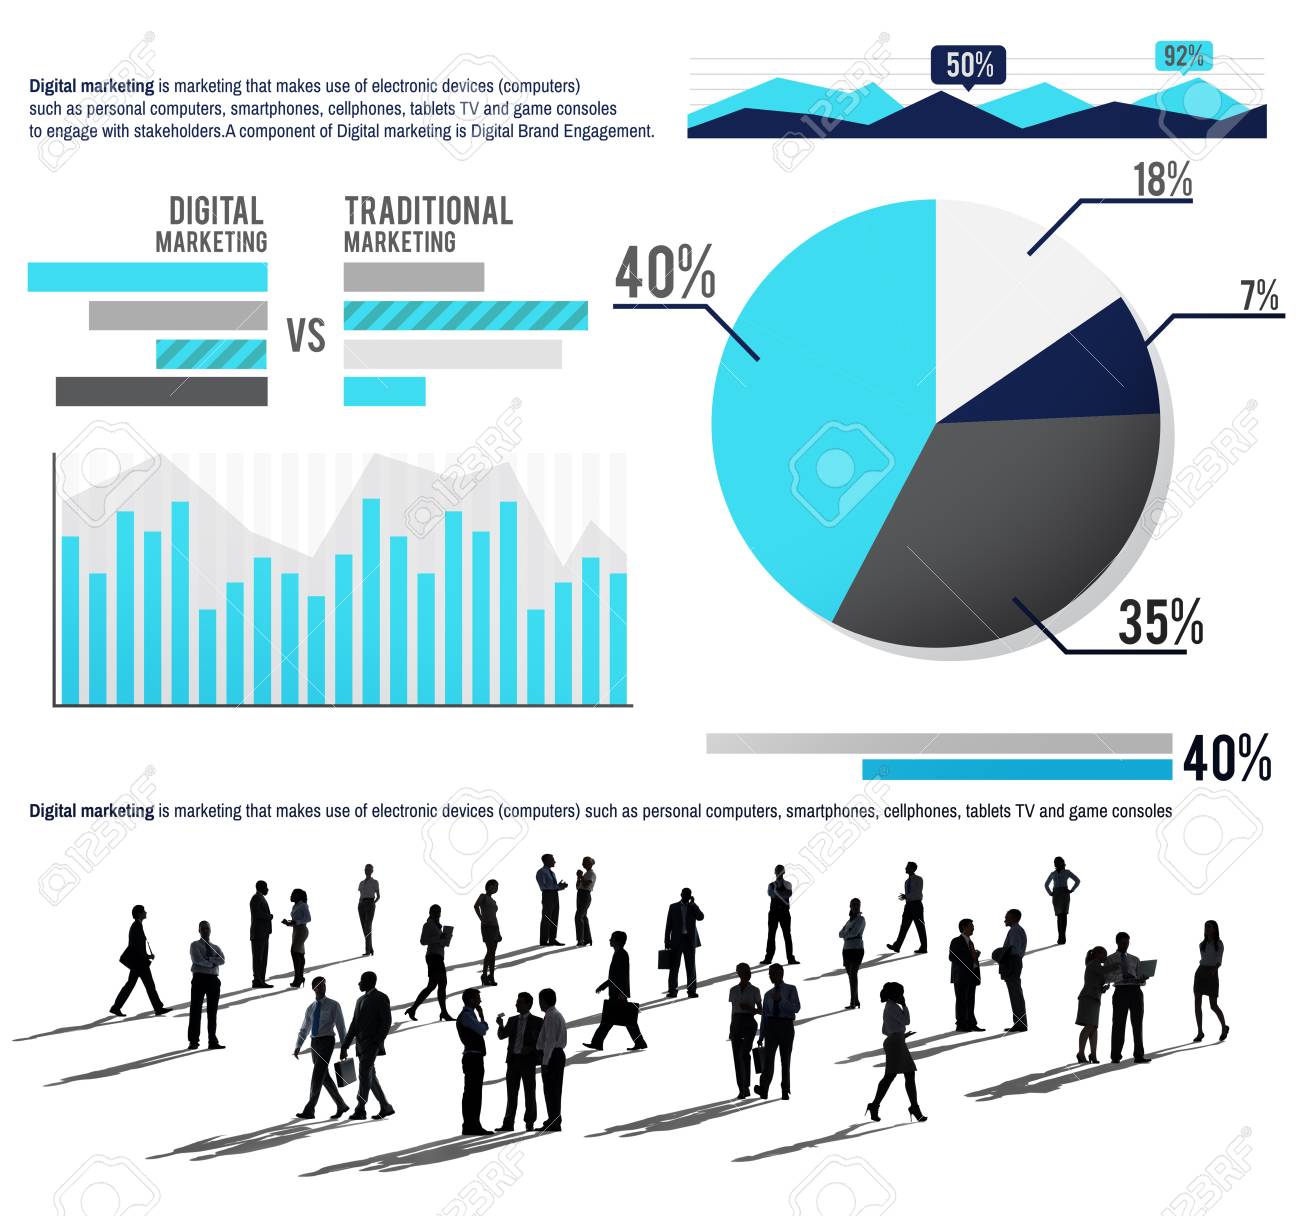 Digital marketing is marketing that makes use of electronic devices (computers)
such as personal computers, smartphones, cellphones, tablets TV and game consoles
to engage with stakeholders.A component of Digital marketing is Digital Brand Engagement.
50%
92%
DIGITAL
MARKETING
VS
TRADITIONAL
MARKETING
40%
18%
7%
35%
40%
Digital marketing is marketing that makes use of electronic devices (computers) such as personal computers, smartphones, cellphones, tablets TV and game consoles
123RF